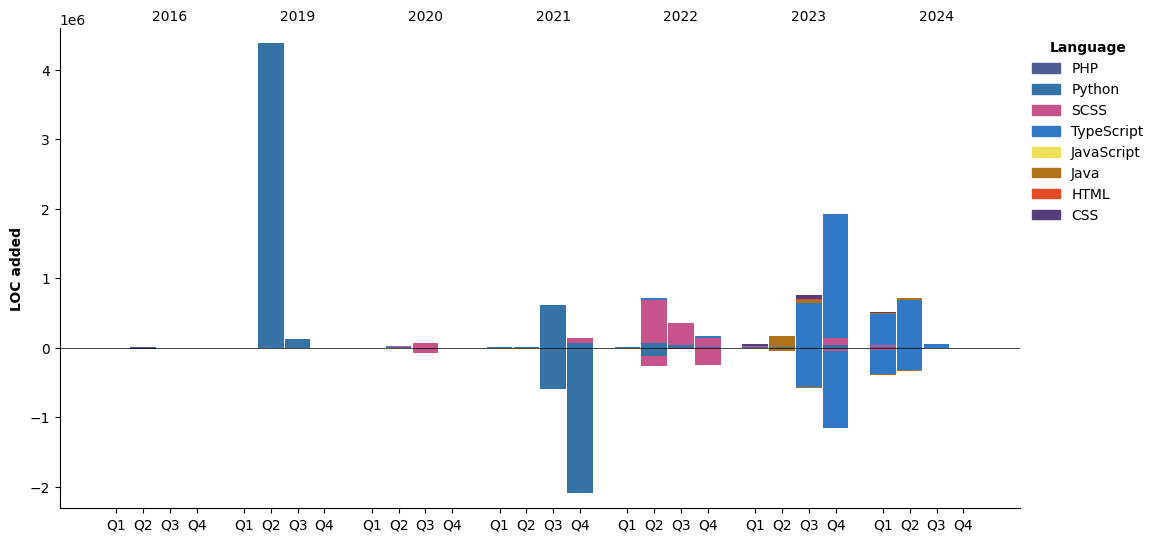 1e6
2016 2019 2020 2021 2022 2023 2024
Language
PHP
Python
SCSS
TypeScript
JavaScript
Java
HTML
CSS
LOC added
4
3
2
1
0
−1
−2
Q1 Q2 Q3 Q4 Q1 Q2 Q3 Q4 Q1 Q2 Q3 Q4 Q1 Q2 Q3 Q4 Q1 Q2 Q3 Q4 Q1 Q2 Q3 Q4 Q1 Q2 Q3 Q4